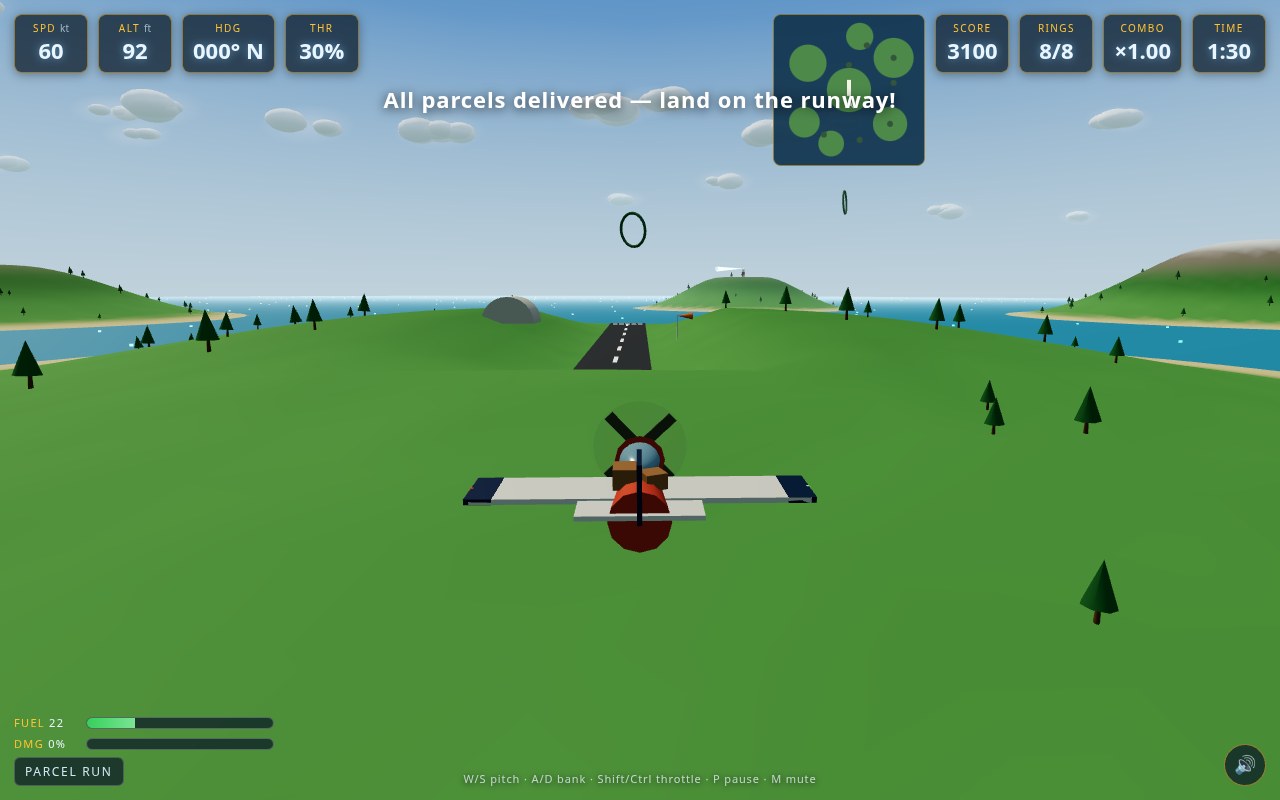 SPD kt
60
ALT ft
92
HDG
000° N
THR
30%
SCORE
3100
RINGS
8/8
COMBO
×1.00
TIME
1:30
All parcels delivered — land on the runway!
FUEL 22
DMG 0%
PARCEL RUN
W/S pitch · A/D bank · Shift/Ctrl throttle · P pause · M mute